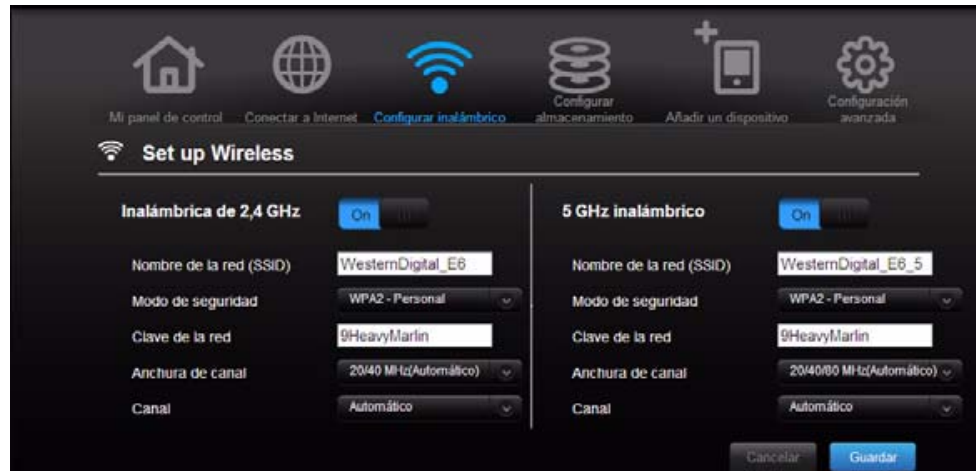 Mi panel de control
Conectar a Internet
Configurar inalámbrico
Configurar
almacenamiento
Añadir un dispositivo
Configuración
avanzada
Set up Wireless
Inalámbrica de 2,4 GHz
On
Nombre de la red (SSID)
WesternDigital_E6
Modo de seguridad
WPA2 - Personal
Clave de la red
9HeavyMarlin
Anchura de canal
20/40 MHz(Automático)
Canal
Automático
5 GHz inalámbrico
On
Nombre de la red (SSID)
WesternDigital_E6_5
Modo de seguridad
WPA2 - Personal
Clave de la red
9HeavyMarlin
Anchura de canal
20/40/80 MHz(Automático)
Canal
Automático
Cancelar
Guardar